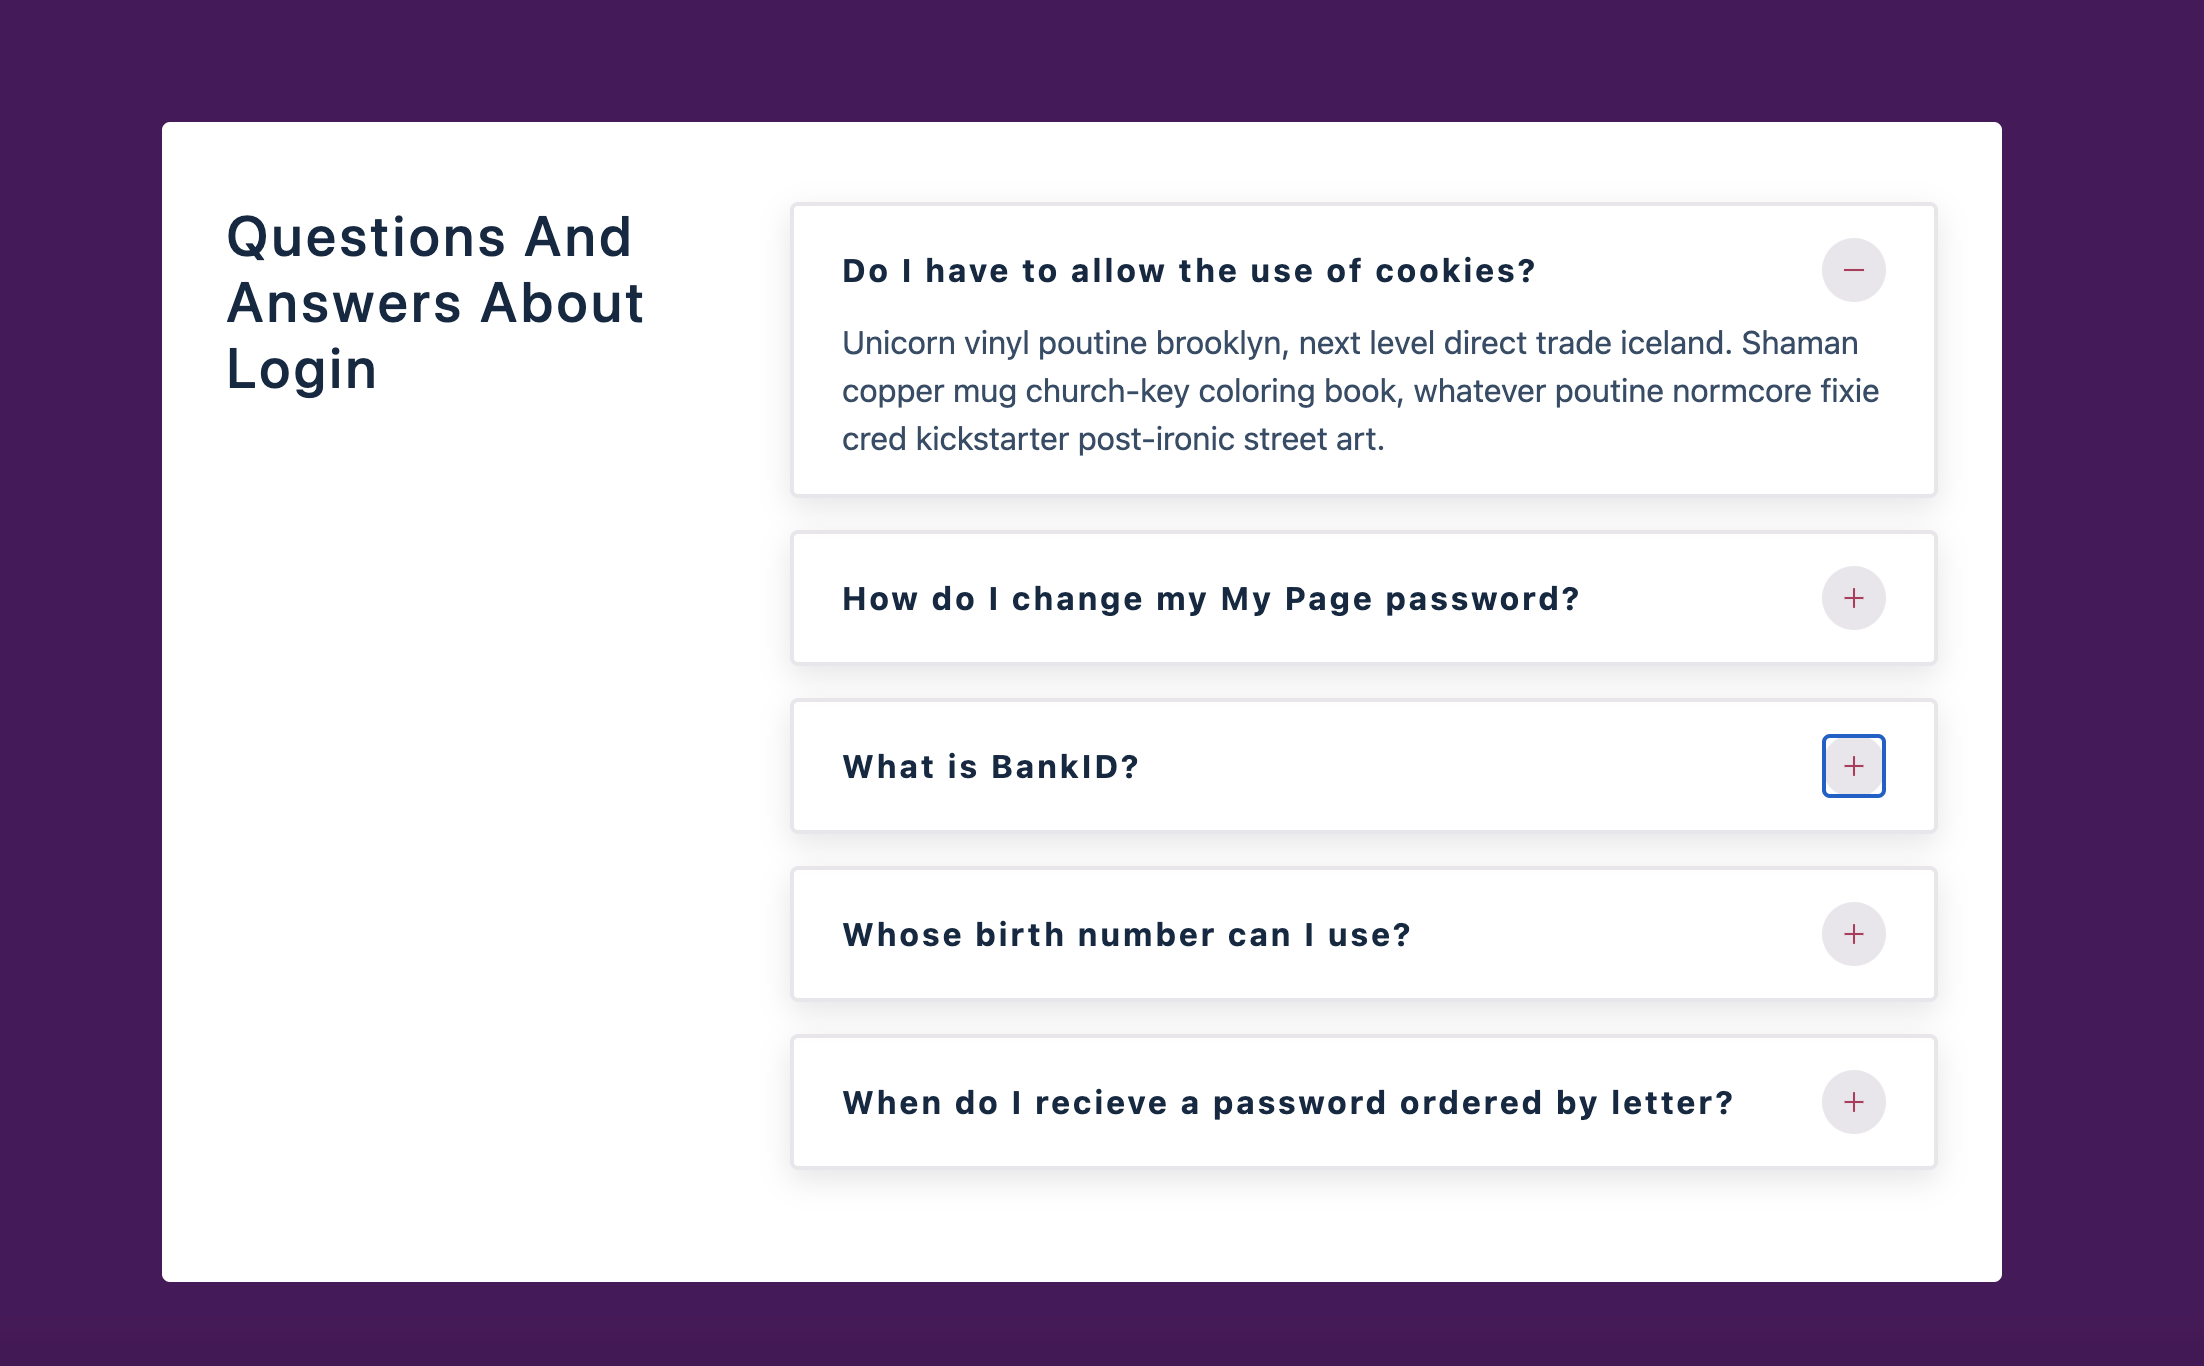 Questions And
Answers About
Login
Do I have to allow the use of cookies?
Unicorn vinyl poutine brooklyn, next level direct trade iceland. Shaman
copper mug church-key coloring book, whatever poutine normcore fixie
cred kickstarter post-ironic street art.
How do I change my My Page password?
What is BankID?
Whose birth number can I use?
When do I recieve a password ordered by letter?